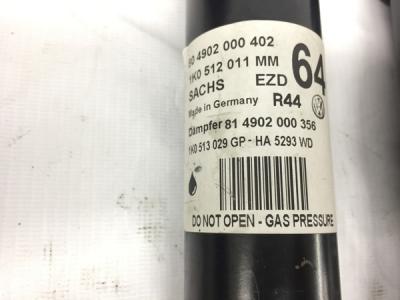 80 4902 000 402
1K0 512 011 MM
SACHS EZD 64
Made in Germany R44
Dämpfer 81 4902 000 356
1K0 513 029 GP - HA 5293 WD
DO NOT OPEN - GAS PRESSURE